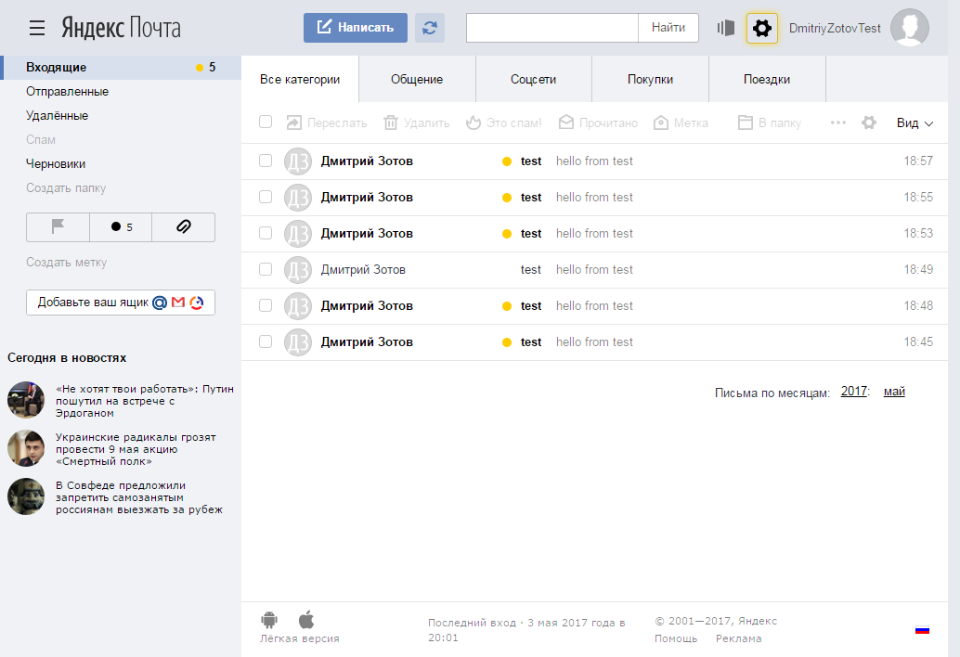 Яндекс Почта
Написать
Найти
DmitriyZotovTest
Входящие 5
Отправленные
Удалённые
Спам
Черновики
Создать папку
5
Создать метку
Добавьте ваш ящик
Сегодня в новостях
«Не хотят твои работать»: Путин
пошутил на встрече с
Эрдоганом
Украинские радикалы грозят
провести 9 мая акцию
«Смертный полк»
В Совфеде предложили
запретить самозанятым
россиянам выезжать за рубеж
Все категории Общение Соцсети Покупки Поездки
Переслать Удалить Это спам! Прочитано Метка В папку Вид
ДЗ Дмитрий Зотов test hello from test 18:57
ДЗ Дмитрий Зотов test hello from test 18:55
ДЗ Дмитрий Зотов test hello from test 18:53
ДЗ Дмитрий Зотов test hello from test 18:49
ДЗ Дмитрий Зотов test hello from test 18:48
ДЗ Дмитрий Зотов test hello from test 18:45
Письма по месяцам: 2017: май
Лёгкая версия
Последний вход · 3 мая 2017 года в
20:01
© 2001—2017, Яндекс
Помощь Реклама